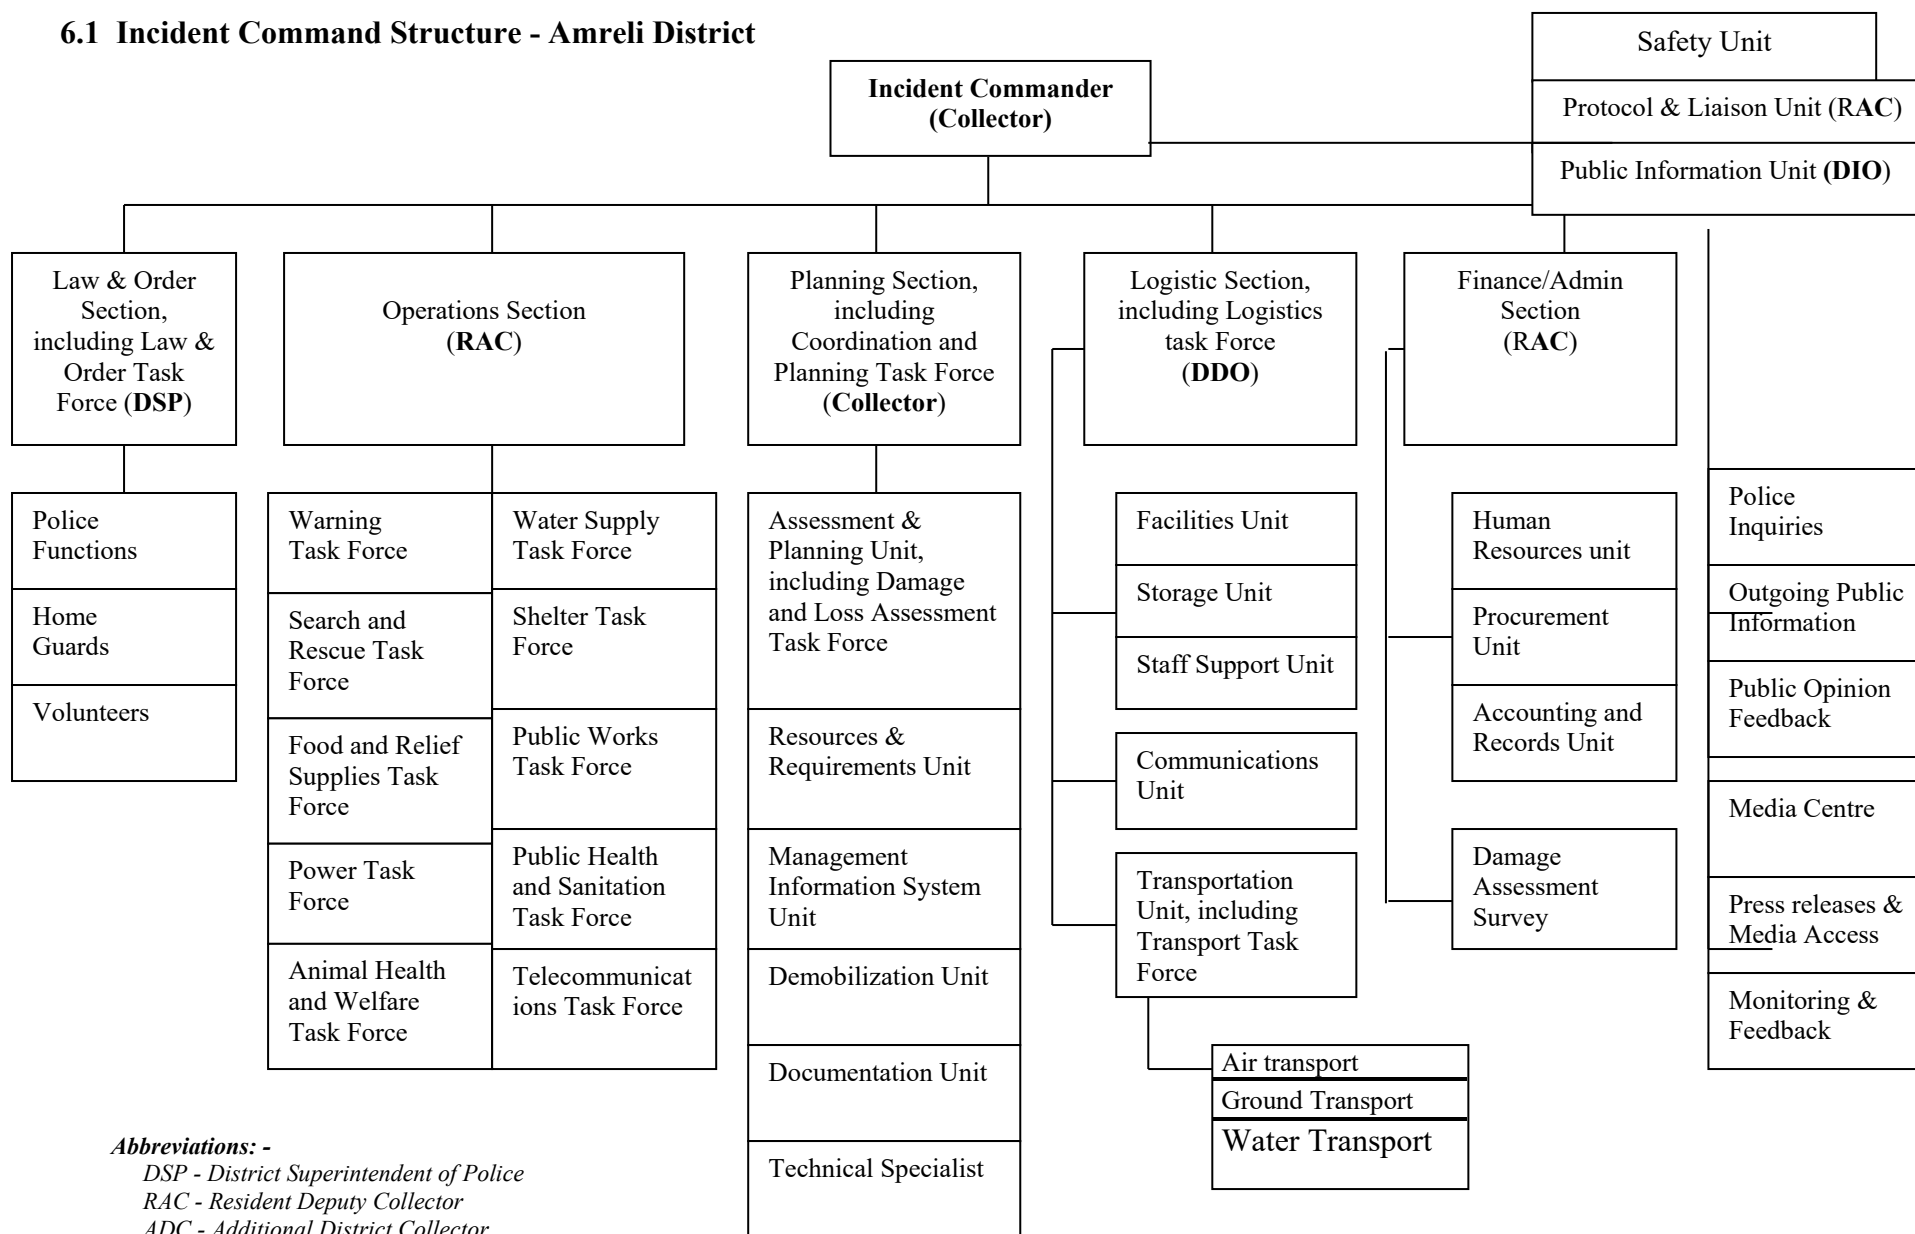 6.1 Incident Command Structure - Amreli District
Safety Unit
Incident Commander
(Collector)
Protocol & Liaison Unit (RAC)
Public Information Unit (DIO)
Law & Order
Section,
including Law &
Order Task
Force (DSP)
Operations Section
(RAC)
Planning Section,
including
Coordination and
Planning Task Force
(Collector)
Logistic Section,
including Logistics
task Force
(DDO)
Finance/Admin
Section
(RAC)
Police
Functions
Home
Guards
Volunteers
Warning
Task Force
Search and
Rescue Task
Force
Food and Relief
Supplies Task
Force
Power Task
Force
Animal Health
and Welfare
Task Force
Water Supply
Task Force
Shelter Task
Force
Public Works
Task Force
Public Health
and Sanitation
Task Force
Telecommunicat
ions Task Force
Assessment &
Planning Unit,
including Damage
and Loss Assessment
Task Force
Resources &
Requirements Unit
Management
Information System
Unit
Demobilization Unit
Documentation Unit
Technical Specialist
Facilities Unit
Storage Unit
Staff Support Unit
Communications
Unit
Transportation
Unit, including
Transport Task
Force
Air transport
Ground Transport
Water Transport
Human
Resources unit
Procurement
Unit
Accounting and
Records Unit
Damage
Assessment
Survey
Police
Inquiries
Outgoing Public
Information
Public Opinion
Feedback
Media Centre
Press releases &
Media Access
Monitoring &
Feedback
Abbreviations: -
DSP - District Superintendent of Police
RAC - Resident Deputy Collector
ADC - Additional District Collector